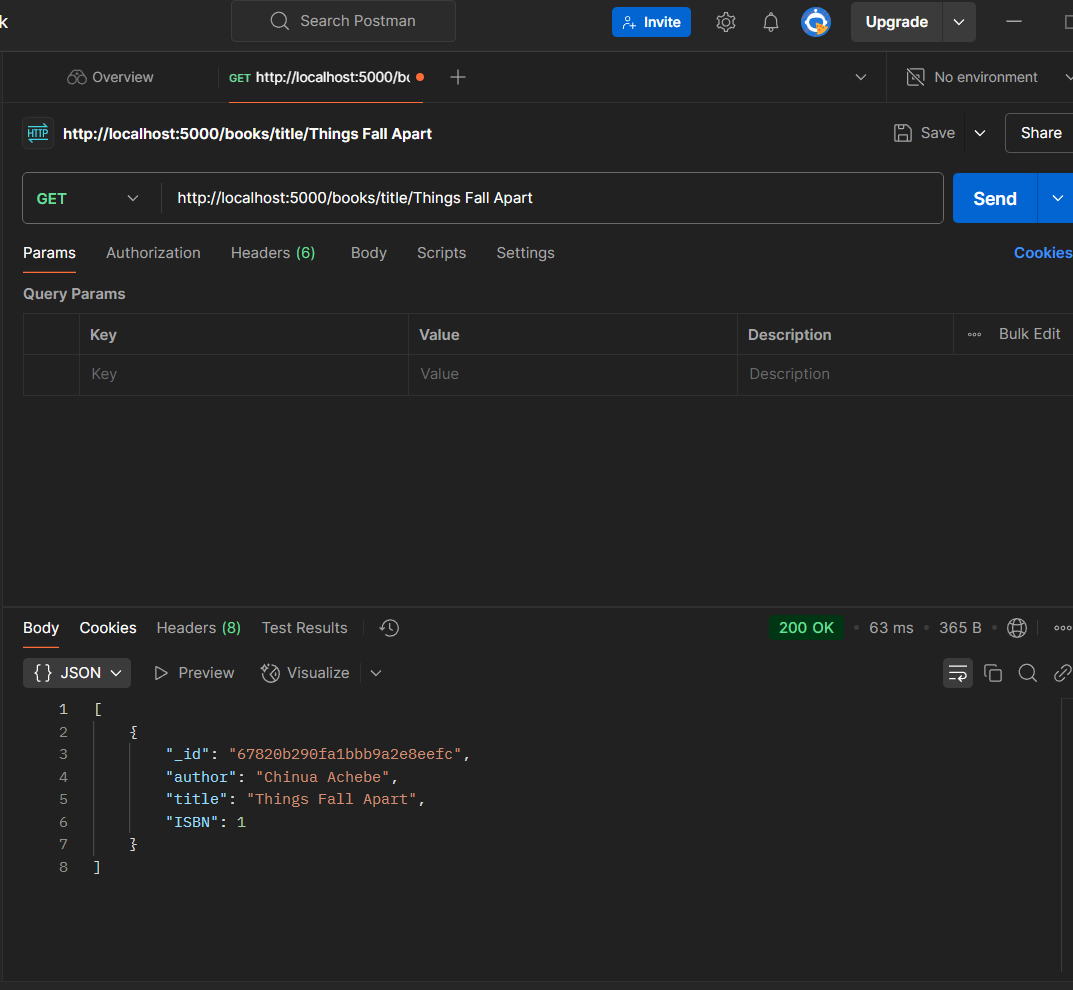 k
Search Postman
Invite
Upgrade
Overview
GET http://localhost:5000/bo
No environment
HTTP http://localhost:5000/books/title/Things Fall Apart
Save
Share
GET
http://localhost:5000/books/title/Things Fall Apart
Send
Params Authorization Headers (6) Body Scripts Settings
Cookies
Query Params
Key Value Description Bulk Edit
Key Value Description
Body Cookies Headers (8) Test Results
200 OK • 63 ms • 365 B
{} JSON Preview Visualize
1 [
2 {
3 "_id": "67820b290fa1bbb9a2e8eefc",
4 "author": "Chinua Achebe",
5 "title": "Things Fall Apart",
6 "ISBN": 1
7 }
8 ]